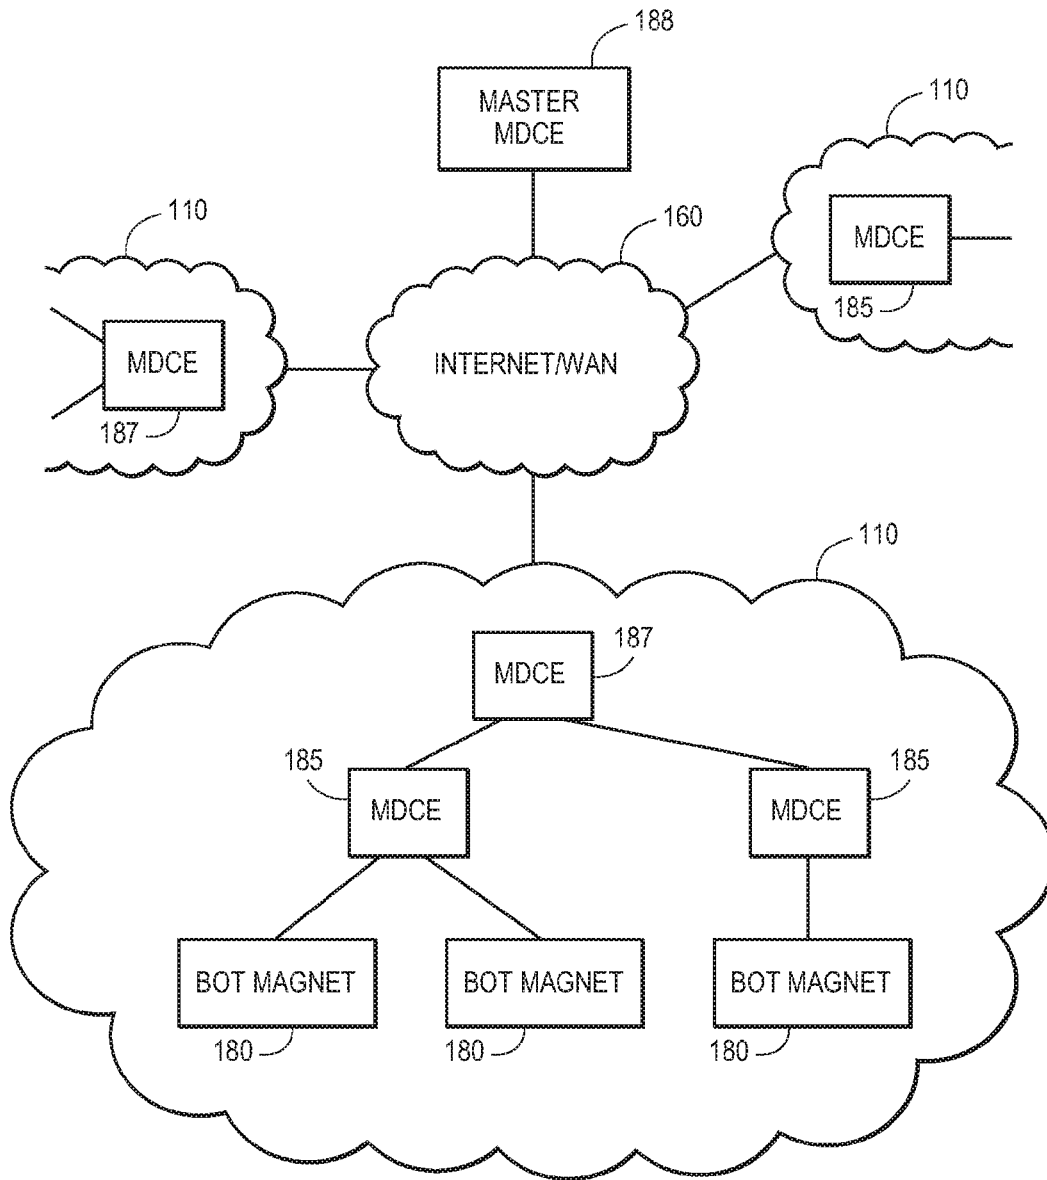 188
MASTER
MDCE
110
160
110
MDCE
185
MDCE
187
INTERNET/WAN
110
187
MDCE
185
MDCE
185
MDCE
BOT MAGNET
BOT MAGNET
BOT MAGNET
180
180
180